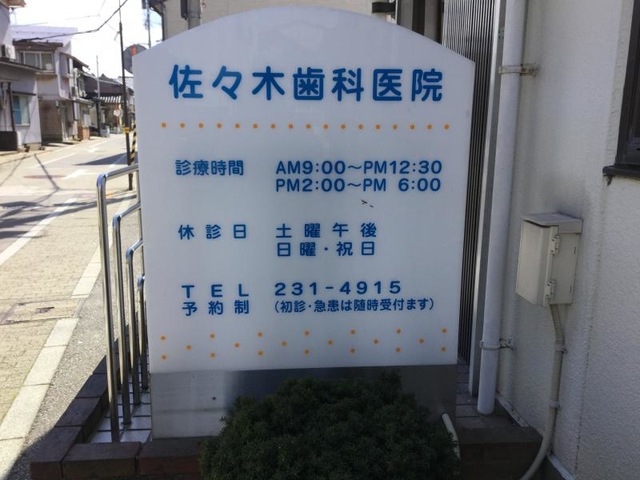 佐々木歯科医院
診療時間 AM9:00～PM12:30
PM2:00～PM 6:00
休診日 土曜午後
日曜・祝日
TEL 231-4915
予約制 (初診・急患は随時受付ます)